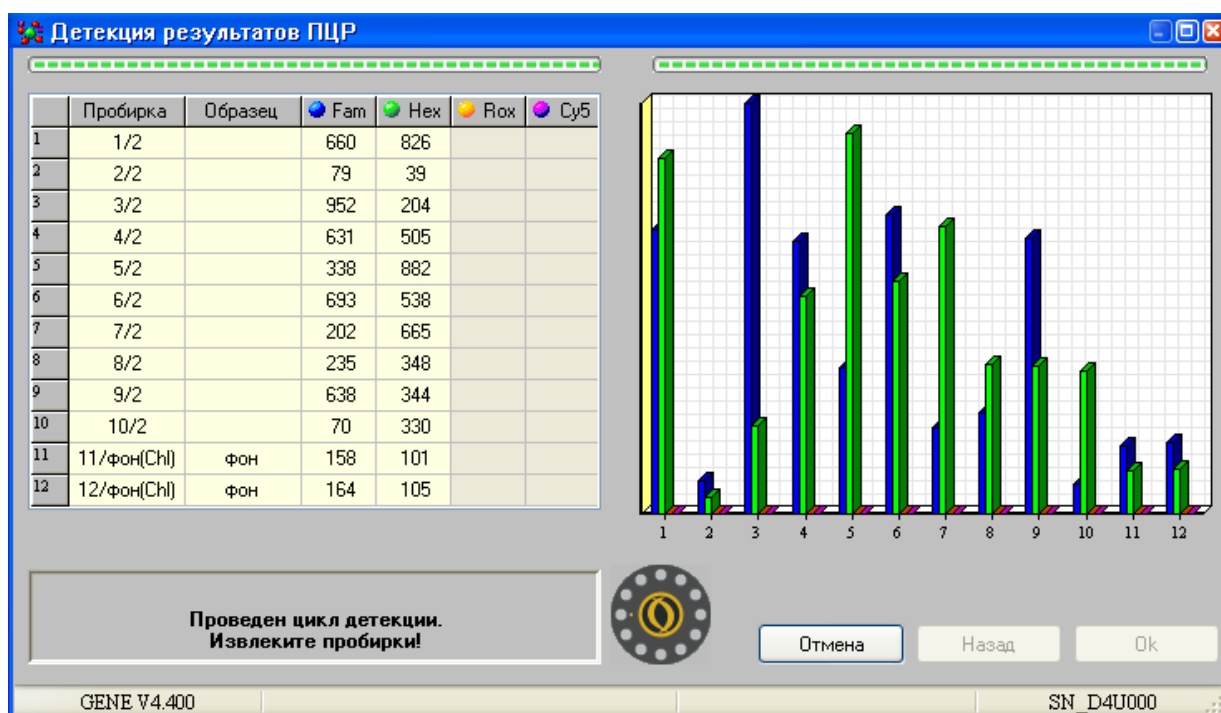 Детекция результатов ПЦР
Пробирка Образец Fam Hex Rox Cy5
1 1/2 660 826
2 2/2 79 39
3 3/2 952 204
4 4/2 631 505
5 5/2 338 882
6 6/2 693 538
7 7/2 202 665
8 8/2 235 348
9 9/2 638 344
10 10/2 70 330
11 11/фон(Chl) фон 158 101
12 12/фон(Chl) фон 164 105
1 2 3 4 5 6 7 8 9 10 11 12
Проведен цикл детекции.
Извлеките пробирки!
Отмена Назад Ok
GENE V4.400 SN_D4U000